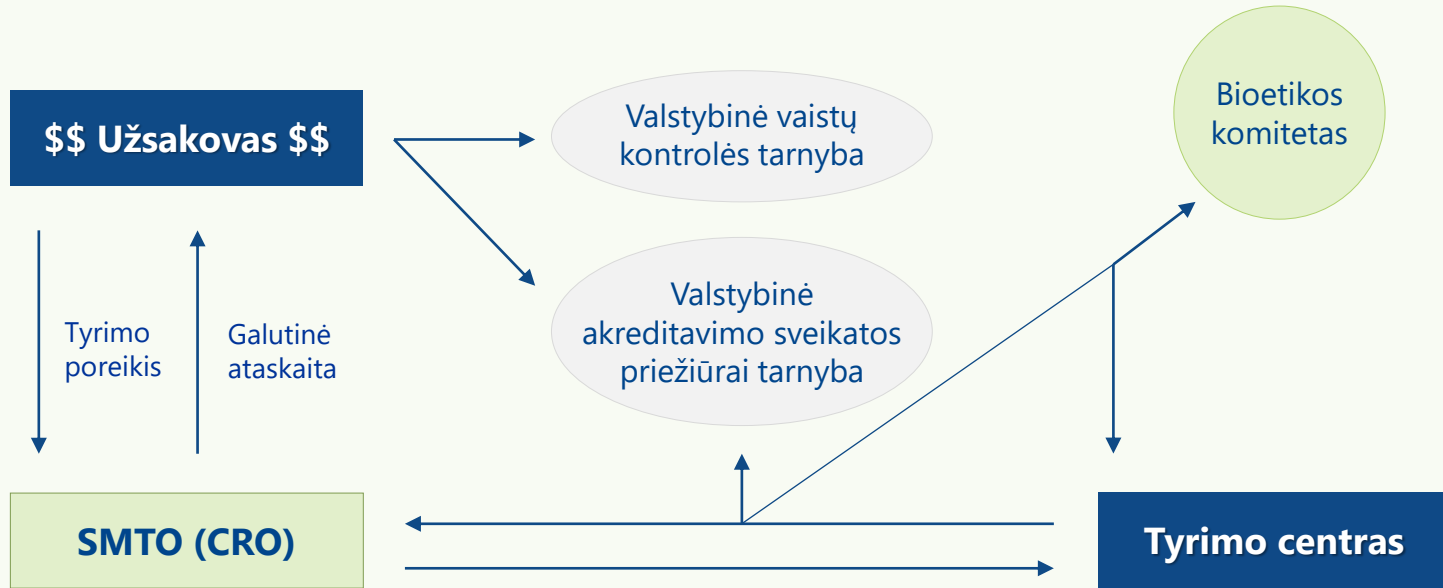 $$ Užsakovas $$
Valstybinė vaistų
kontrolės tarnyba
Bioetikos
komitetas
Tyrimo
poreikis
Galutinė
ataskaita
Valstybinė
akreditavimo sveikatos
priežiūrai tarnyba
SMTO (CRO)
Tyrimo centras